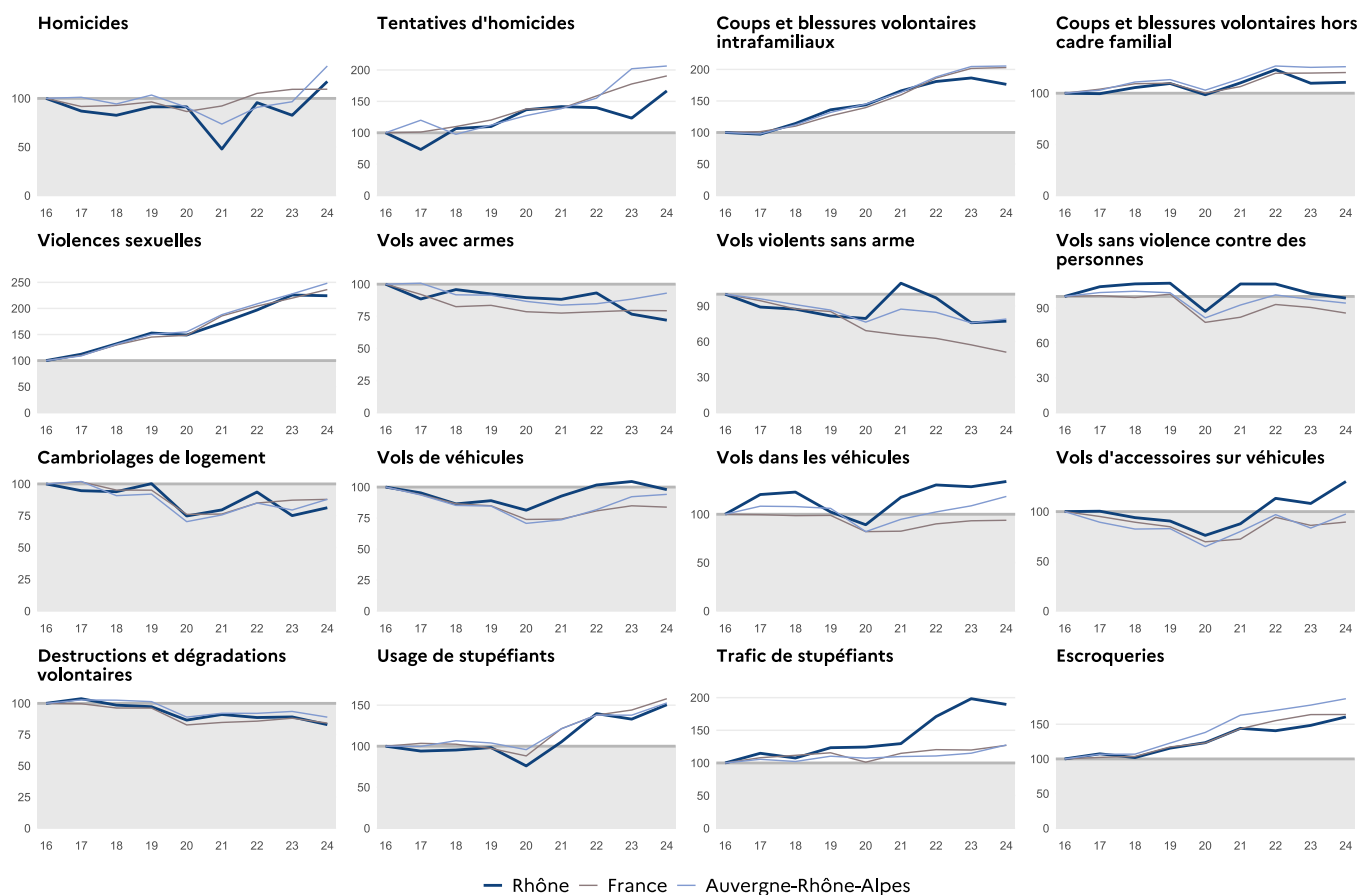 Homicides
100
50
0
16 17 18 19 20 21 22 23 24
Tentatives d'homicides
200
150
100
50
0
16 17 18 19 20 21 22 23 24
Coups et blessures volontaires
intrafamiliaux
200
150
100
50
0
16 17 18 19 20 21 22 23 24
Coups et blessures volontaires hors
cadre familial
100
50
0
16 17 18 19 20 21 22 23 24
Violences sexuelles
250
200
150
100
50
0
16 17 18 19 20 21 22 23 24
Vols avec armes
100
75
50
25
0
16 17 18 19 20 21 22 23 24
Vols violents sans arme
90
60
30
0
16 17 18 19 20 21 22 23 24
Vols sans violence contre des
personnes
90
60
30
0
16 17 18 19 20 21 22 23 24
Cambriolages de logement
100
75
50
25
0
16 17 18 19 20 21 22 23 24
Vols de véhicules
100
75
50
25
0
16 17 18 19 20 21 22 23 24
Vols dans les véhicules
100
50
0
16 17 18 19 20 21 22 23 24
Vols d'accessoires sur véhicules
100
50
0
16 17 18 19 20 21 22 23 24
Destructions et dégradations
volontaires
100
75
50
25
0
16 17 18 19 20 21 22 23 24
Usage de stupéfiants
150
100
50
0
16 17 18 19 20 21 22 23 24
Trafic de stupéfiants
200
150
100
50
0
16 17 18 19 20 21 22 23 24
Escroqueries
150
100
50
0
16 17 18 19 20 21 22 23 24
Rhône France Auvergne-Rhône-Alpes